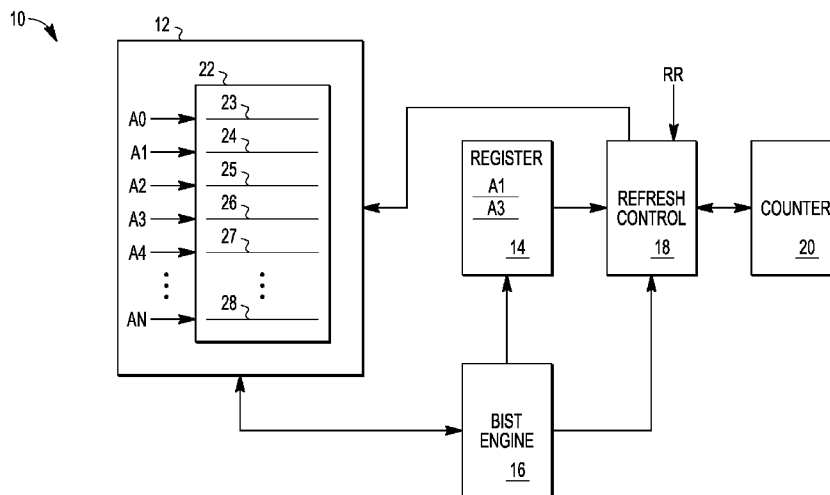 10
12
22
A0
23
A1
24
A2
25
A3
26
A4
27
AN
28
RR
REGISTER
A1
A3
14
REFRESH
CONTROL
18
COUNTER
20
BIST
ENGINE
16